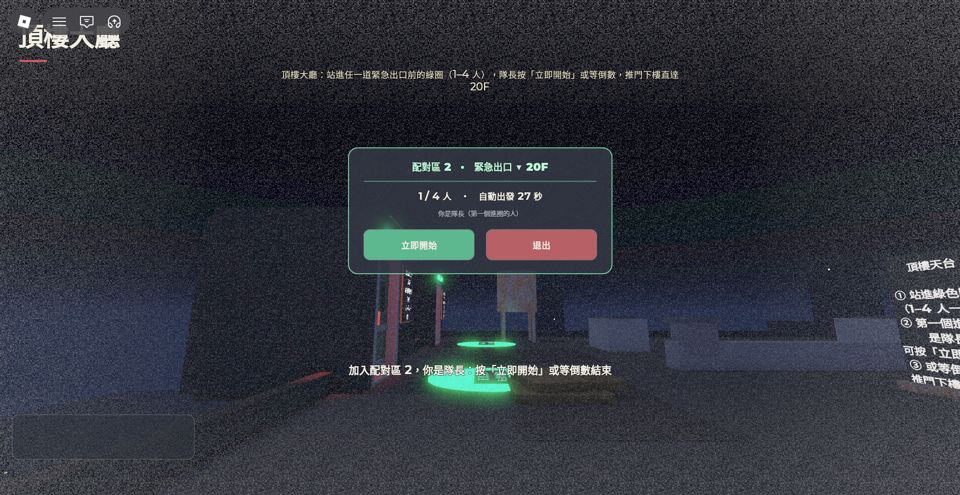 頂樓大廳
頂樓大廳：站進任一道緊急出口前的綠圈（1–4 人），隊長按「立即開始」或等倒數，推門下樓直達
20F
配對區 2 • 緊急出口 ▼ 20F
1 / 4 人 • 自動出發 27 秒
你是隊長（第一個進圈的人）
立即開始
退出
頂樓天台
① 站進綠色
（1–4 人一
② 第一個進
是隊長
可按「立即
③ 或等倒
推門下樓
加入配對區 2，你是隊長：按「立即開始」或等倒數結束